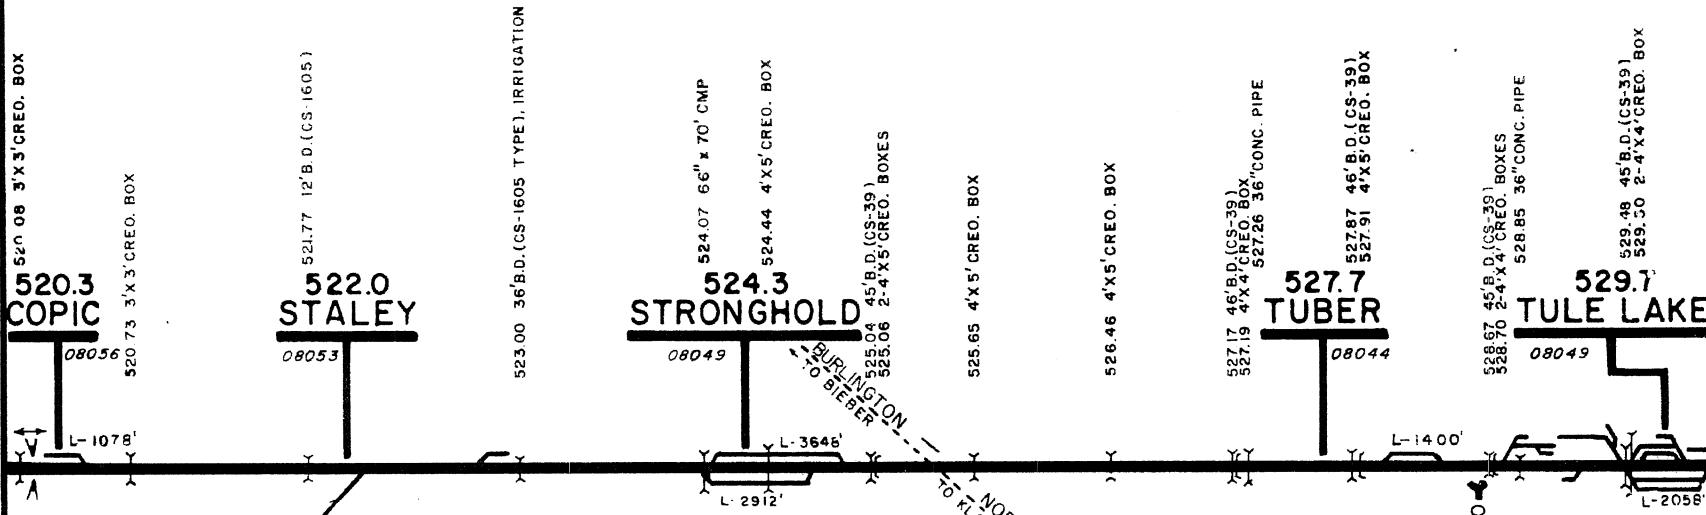 520.08 3'X3' CREO. BOX
520.73 3'X3' CREO. BOX
521.77 12' B.D.(CS-1605)
523.00 36' B.D.(CS-1605 TYPE), IRRIGATION
524.07 66" x 70' CMP
524.44 4'X5' CREO. BOX
525.04 45' B.D.(CS-39)
525.06 2-4'X5' CREO. BOXES
525.65 4'X5' CREO. BOX
526.46 4'X5' CREO. BOX
527.17 46' B.D.(CS-39)
527.19 4'X4' CREO. BOX
527.26 36" CONC. PIPE
527.87 46' B.D.(CS-39)
527.91 4'X5' CREO. BOX
528.67 45' B.D.(CS-39)
528.70 2-4'X4' CREO. BOXES
528.85 36" CONC. PIPE
529.48 45' B.D.(CS-39)
529.50 2-4'X4' CREO. BOX
520.3
COPIC
08056
522.0
STALEY
08053
524.3
STRONGHOLD
08049
527.7
TUBER
08044
529.7
TULE LAKE
08049
BURLINGTON
TO BIEBER
L-1078'
L-3648'
L-1400'
L-2912'
L-2058'
NO
TO KL
Y